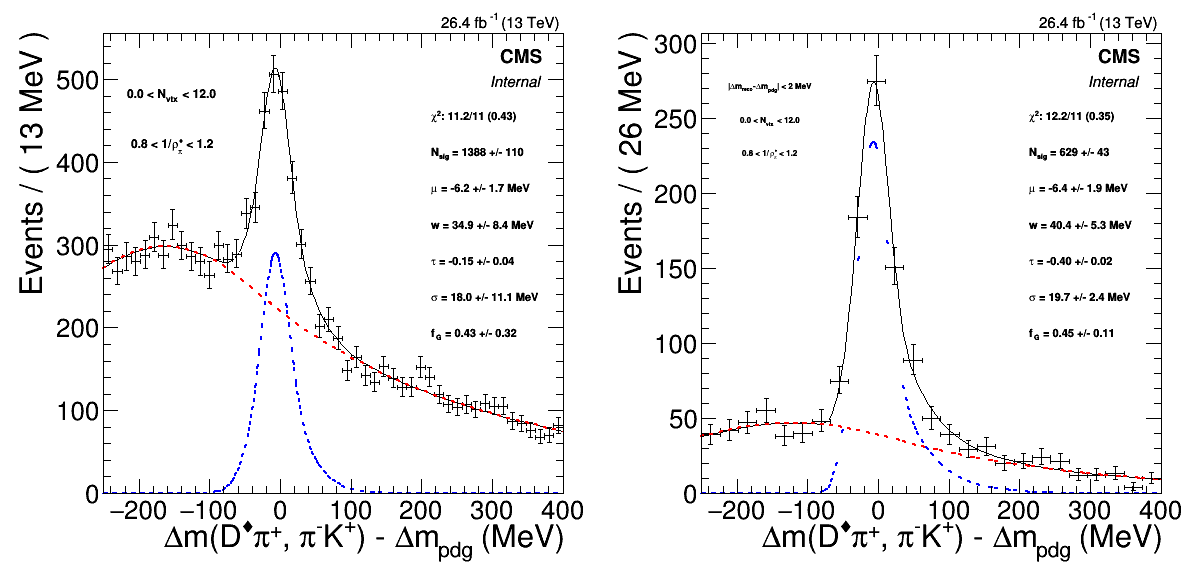 26.4 fb⁻¹ (13 TeV)
CMS
Internal
0.0 < N_vtx < 12.0
0.8 < 1/ρ*_π < 1.2
χ²: 11.2/11 (0.43)
N_sig = 1388 +/- 110
μ = -6.2 +/- 1.7 MeV
w = 34.9 +/- 8.4 MeV
τ = -0.15 +/- 0.04
σ = 18.0 +/- 11.1 MeV
f_G = 0.43 +/- 0.32
Events / ( 13 MeV )
500
400
300
200
100
0
−200 −100 0 100 200 300 400
Δm(D♦π⁺, π⁻K⁺) - Δm_pdg (MeV)
26.4 fb⁻¹ (13 TeV)
CMS
Internal
|Δm_reco-Δm_pdg| < 2 MeV
0.0 < N_vtx < 12.0
0.8 < 1/ρ*_π < 1.2
χ²: 12.2/11 (0.35)
N_sig = 629 +/- 43
μ = -6.4 +/- 1.9 MeV
w = 40.4 +/- 5.3 MeV
τ = -0.40 +/- 0.02
σ = 19.7 +/- 2.4 MeV
f_G = 0.45 +/- 0.11
Events / ( 26 MeV )
300
250
200
150
100
50
0
−200 −100 0 100 200 300 400
Δm(D♦π⁺, π⁻K⁺) - Δm_pdg (MeV)